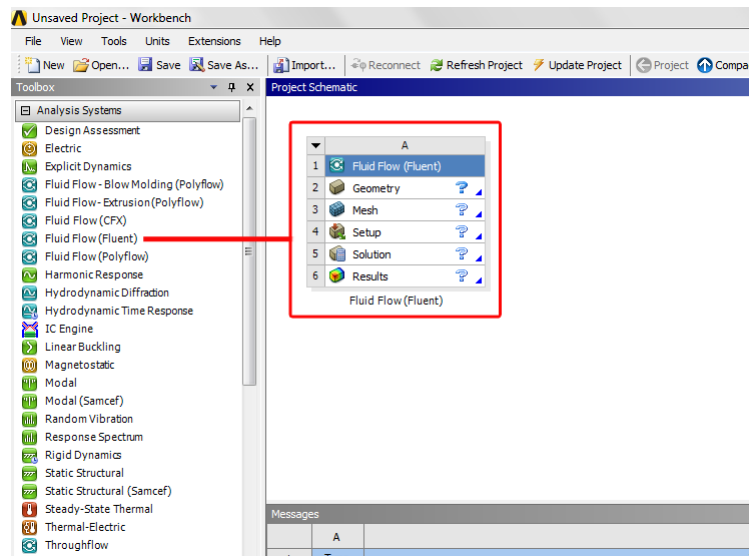 Unsaved Project - Workbench
File View Tools Units Extensions Help
New Open... Save Save As... Import... Reconnect Refresh Project Update Project Project Compa
Toolbox
Project Schematic
Analysis Systems
Design Assessment
Electric
Explicit Dynamics
Fluid Flow - Blow Molding (Polyflow)
Fluid Flow - Extrusion (Polyflow)
Fluid Flow (CFX)
Fluid Flow (Fluent)
Fluid Flow (Polyflow)
Harmonic Response
Hydrodynamic Diffraction
Hydrodynamic Time Response
IC Engine
Linear Buckling
Magnetostatic
Modal
Modal (Samcef)
Random Vibration
Response Spectrum
Rigid Dynamics
Static Structural
Static Structural (Samcef)
Steady-State Thermal
Thermal-Electric
Throughflow
A
1 Fluid Flow (Fluent)
2 Geometry ?
3 Mesh ?
4 Setup ?
5 Solution ?
6 Results ?
Fluid Flow (Fluent)
Messages
A